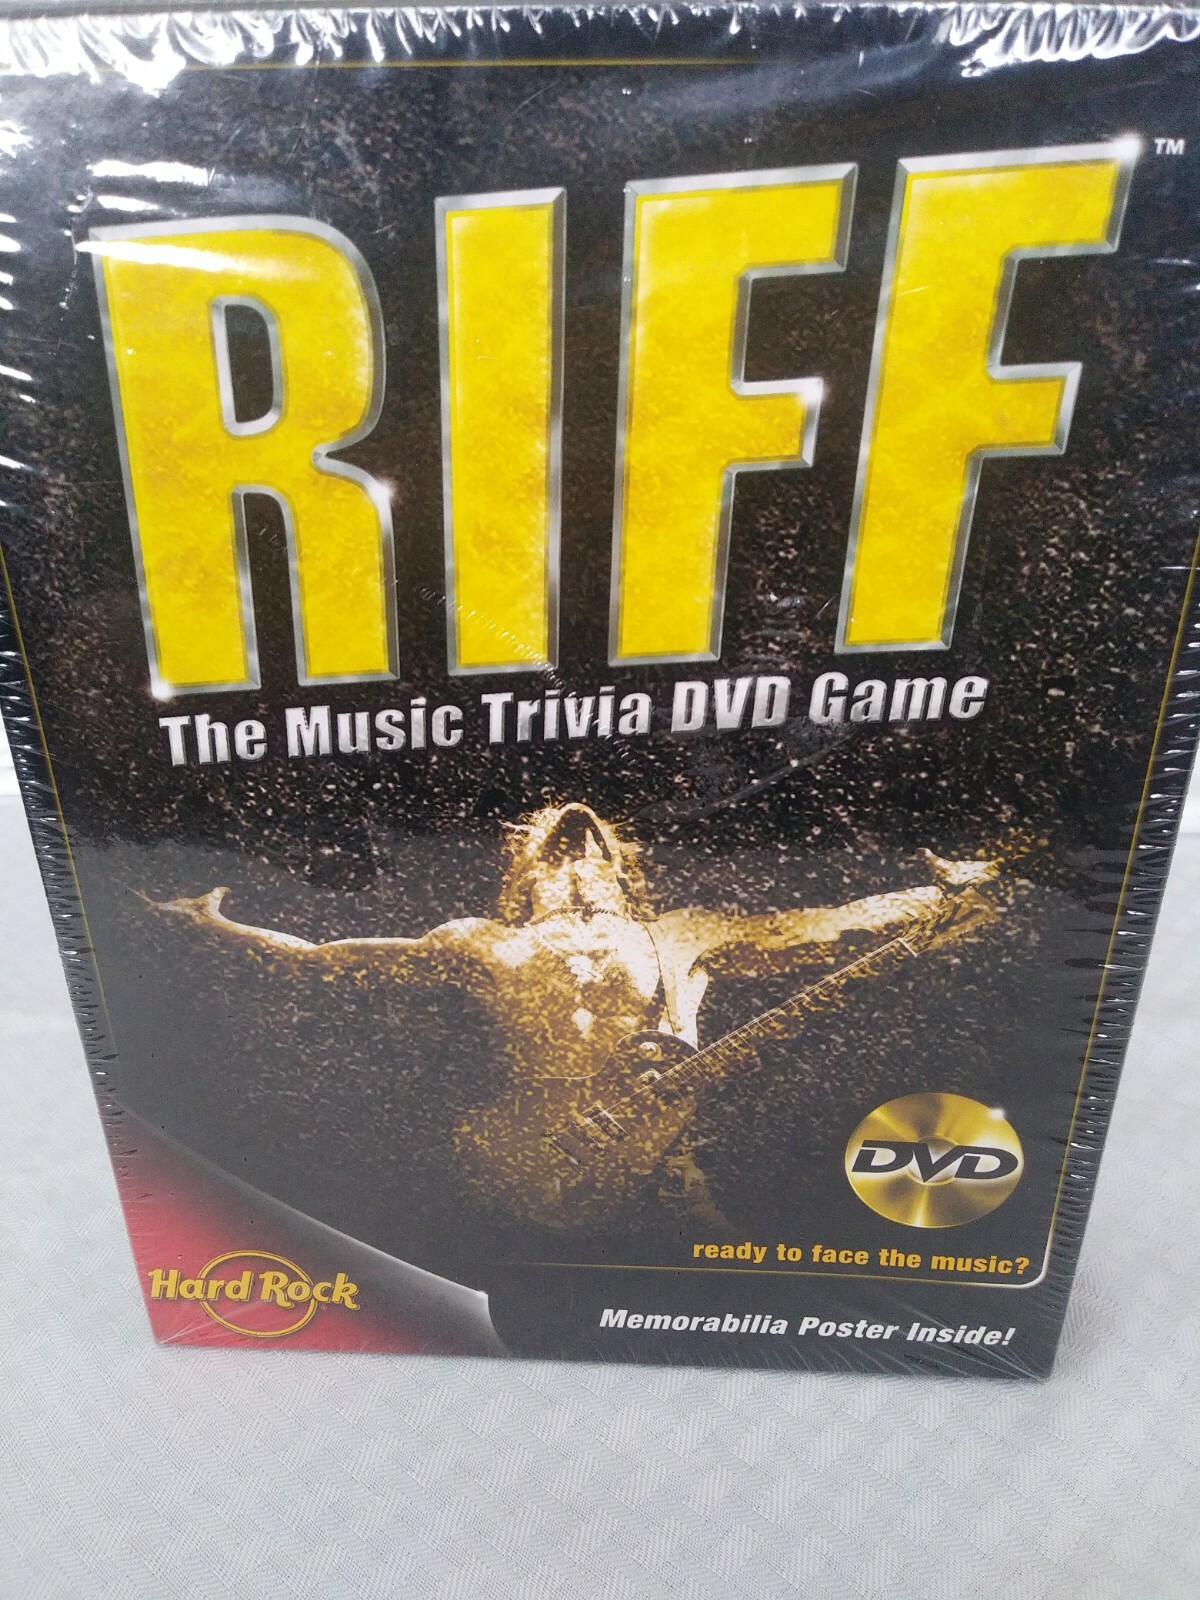 RIFF™
The Music Trivia DVD Game
DVD
ready to face the music?
Hard Rock
Memorabilia Poster Inside!